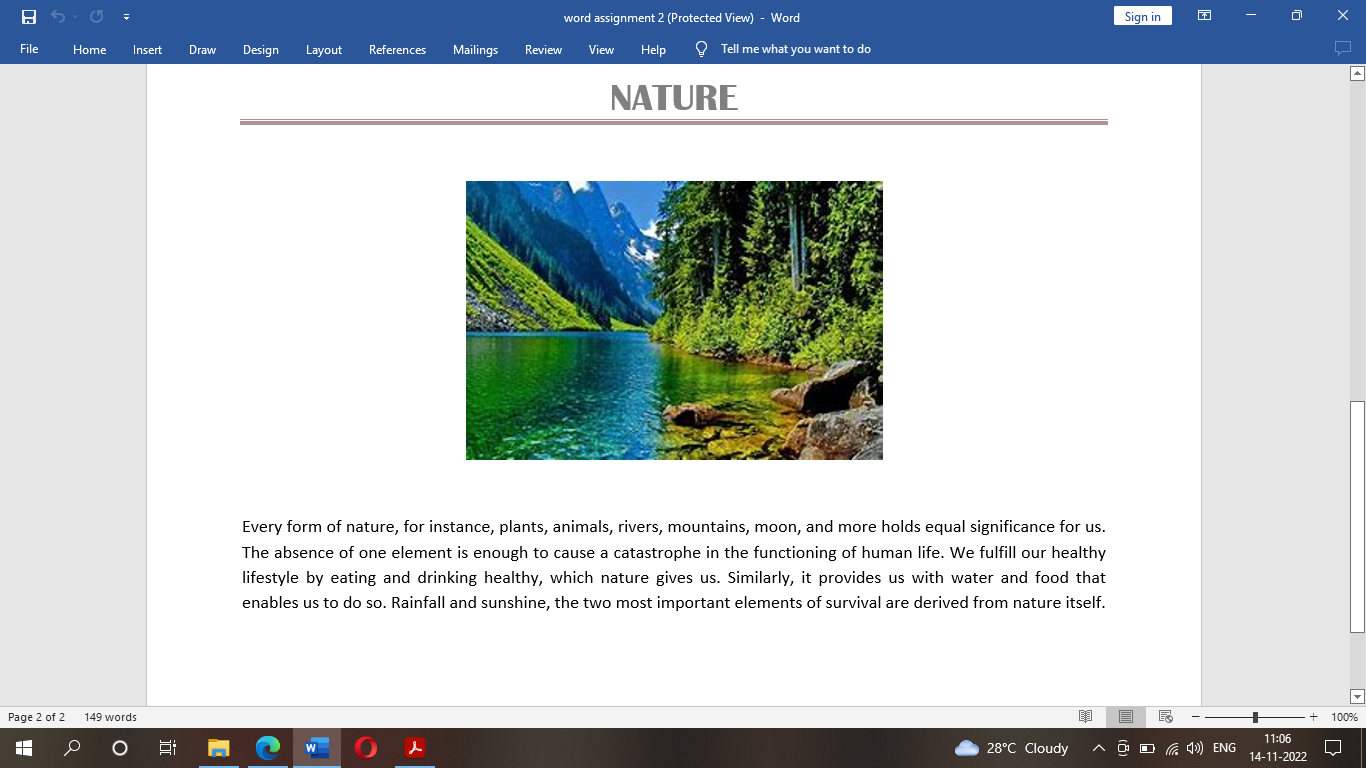 word assignment 2 (Protected View) - Word
Sign in
File Home Insert Draw Design Layout References Mailings Review View Help Tell me what you want to do
NATURE
Every form of nature, for instance, plants, animals, rivers, mountains, moon, and more holds equal significance for us.
The absence of one element is enough to cause a catastrophe in the functioning of human life. We fulfill our healthy
lifestyle by eating and drinking healthy, which nature gives us. Similarly, it provides us with water and food that
enables us to do so. Rainfall and sunshine, the two most important elements of survival are derived from nature itself.
Page 2 of 2 149 words
100%
28°C Cloudy
ENG
11:06
14-11-2022